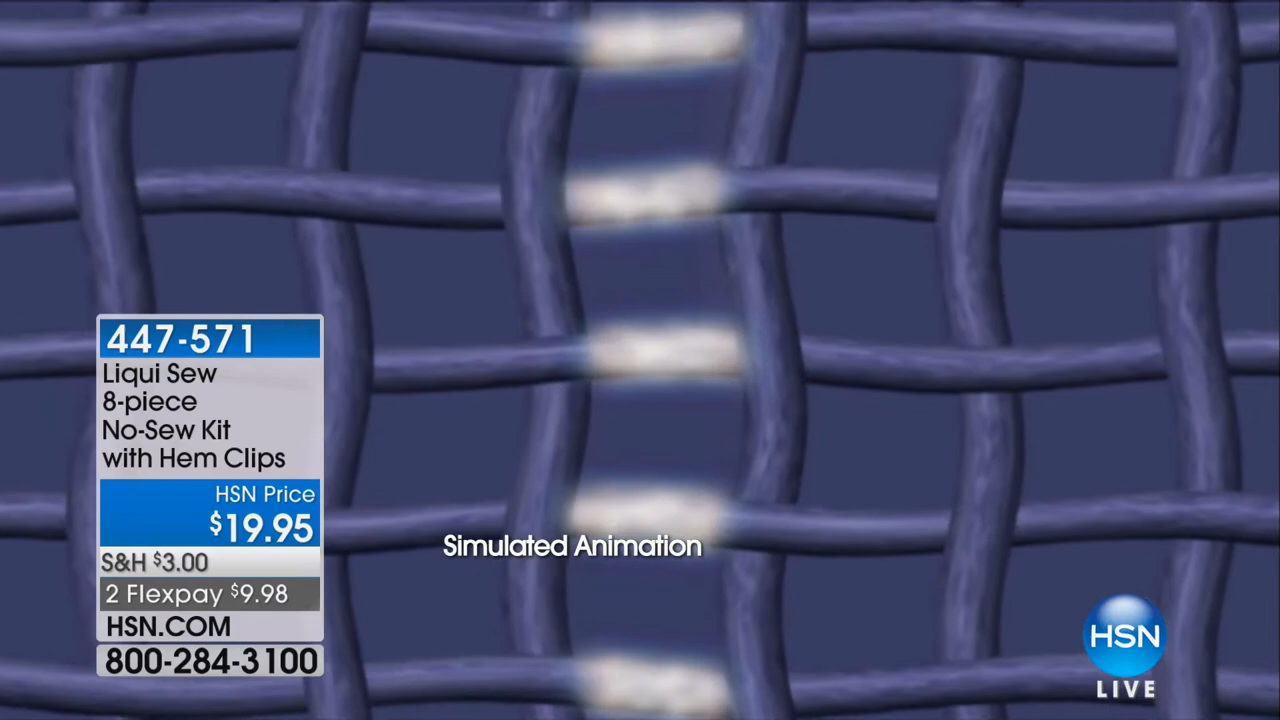 447-571
Liqui Sew
8-piece
No-Sew Kit
with Hem Clips
HSN Price
$19.95
S&H $3.00
2 Flexpay $9.98
HSN.COM
800-284-3100
Simulated Animation
HSN
LIVE